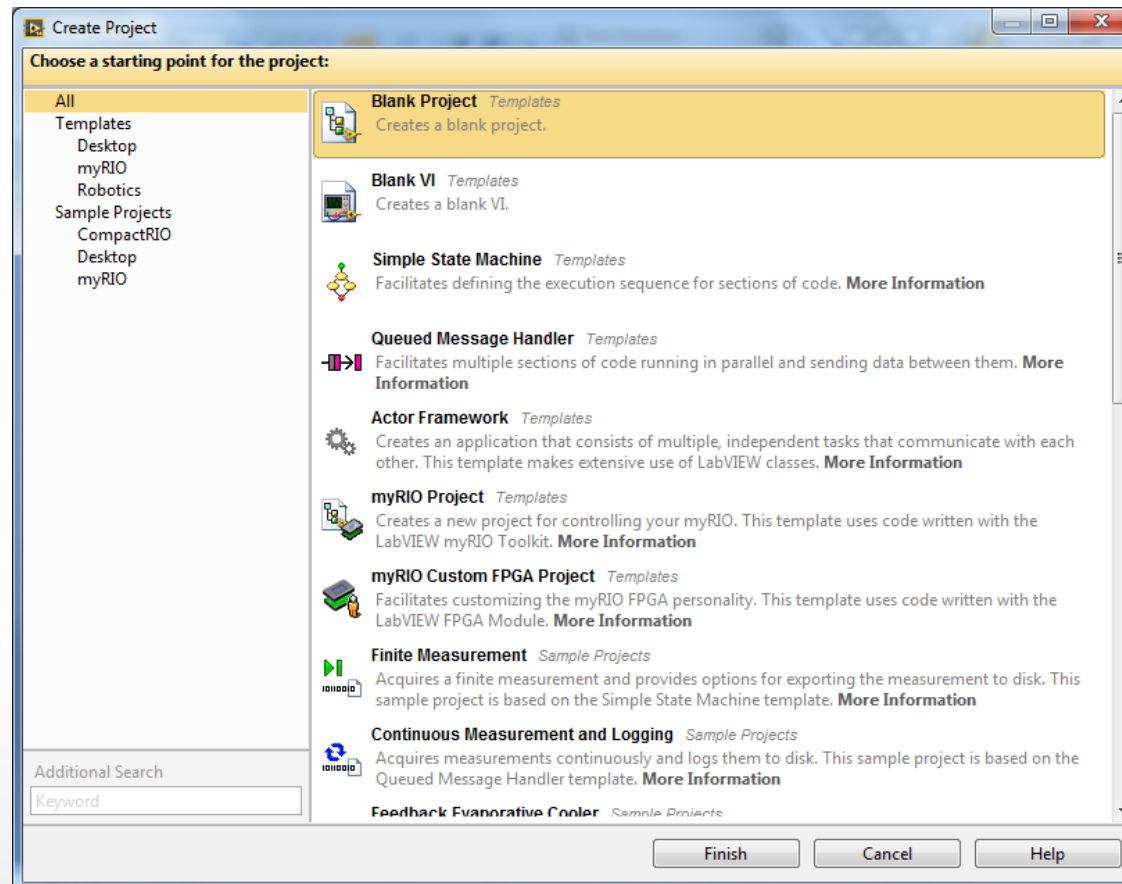 Create Project
Choose a starting point for the project:
All
Templates
Desktop
myRIO
Robotics
Sample Projects
CompactRIO
Desktop
myRIO
Additional Search
Keyword
Blank Project Templates
Creates a blank project.
Blank VI Templates
Creates a blank VI.
Simple State Machine Templates
Facilitates defining the execution sequence for sections of code. More Information
Queued Message Handler Templates
Facilitates multiple sections of code running in parallel and sending data between them. More
Information
Actor Framework Templates
Creates an application that consists of multiple, independent tasks that communicate with each
other. This template makes extensive use of LabVIEW classes. More Information
myRIO Project Templates
Creates a new project for controlling your myRIO. This template uses code written with the
LabVIEW myRIO Toolkit. More Information
myRIO Custom FPGA Project Templates
Facilitates customizing the myRIO FPGA personality. This template uses code written with the
LabVIEW FPGA Module. More Information
Finite Measurement Sample Projects
Acquires a finite measurement and provides options for exporting the measurement to disk. This
sample project is based on the Simple State Machine template. More Information
Continuous Measurement and Logging Sample Projects
Acquires measurements continuously and logs them to disk. This sample project is based on the
Queued Message Handler template. More Information
Feedback Evaporative Cooler Sample Projects
Finish
Cancel
Help